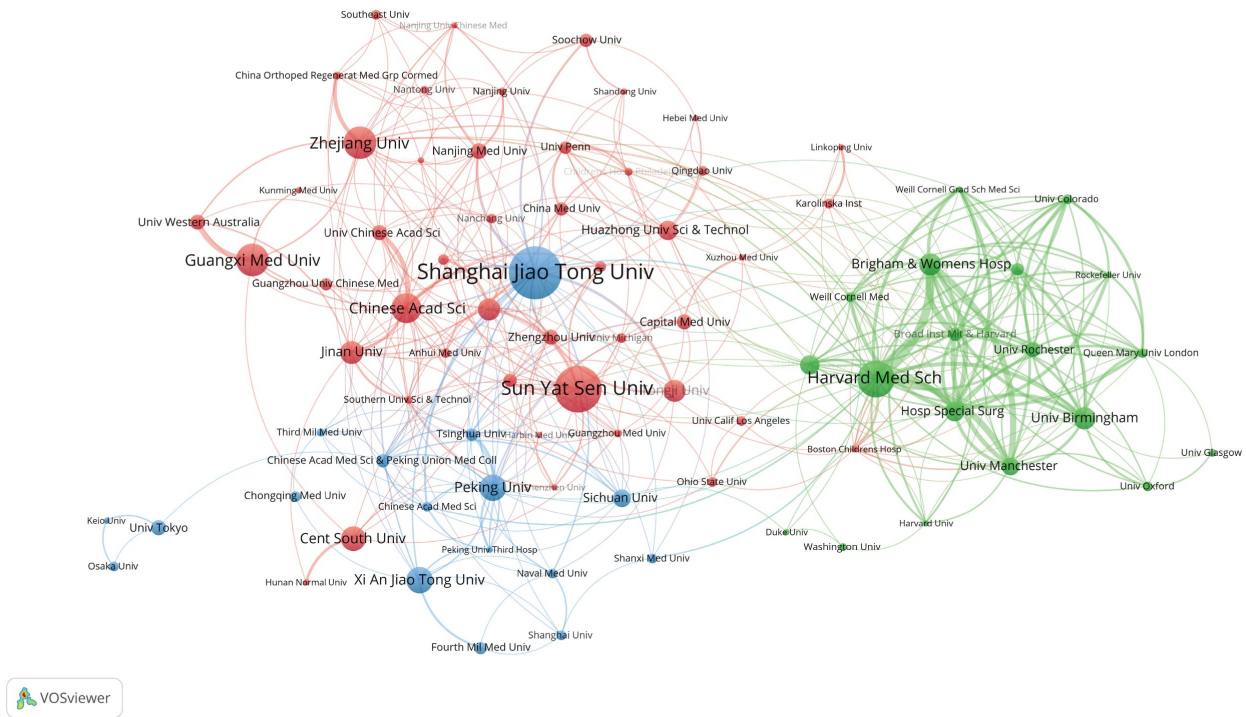 Southeast Univ
Nanjing Univ Chinese Med
Soochow Univ
China Orthoped Regenerat Med Grp Cormed
Nantong Univ
Nanjing Univ
Shandong Univ
Hebei Med Univ
Zhejiang Univ
Nanjing Med Univ
Univ Penn
Linkoping Univ
Childrens Hosp Philadel
Qingdao Univ
Kunming Med Univ
Weill Cornell Grad Sch Med Sci
Univ Colorado
Karolinska Inst
China Med Univ
Univ Western Australia
Nanchang Univ
Univ Chinese Acad Sci
Huazhong Univ Sci & Technol
Xuzhou Med Univ
Guangxi Med Univ
Brigham & Womens Hosp
Shanghai Jiao Tong Univ
Rockefeller Univ
Guangzhou Univ Chinese Med
Weill Cornell Med
Chinese Acad Sci
Capital Med Univ
Zhengzhou Univ
Univ Michigan
Broad Inst Mit & Harvard
Jinan Univ
Anhui Med Univ
Univ Rochester
Queen Mary Univ London
Harvard Med Sch
Sun Yat Sen Univ
Tongji Univ
Southern Univ Sci & Technol
Hosp Special Surg
Univ Birmingham
Univ Calif Los Angeles
Third Mil Med Univ
Tsinghua Univ
Harbin Med Univ
Guangzhou Med Univ
Boston Childrens Hosp
Univ Glasgow
Chinese Acad Med Sci & Peking Union Med Coll
Univ Manchester
Ohio State Univ
Peking Univ
Shenzhen Univ
Univ Oxford
Chongqing Med Univ
Sichuan Univ
Chinese Acad Med Sci
Keio Univ
Univ Tokyo
Harvard Univ
Duke Univ
Cent South Univ
Peking Univ Third Hosp
Washington Univ
Shanxi Med Univ
Osaka Univ
Naval Med Univ
Hunan Normal Univ
Xi An Jiao Tong Univ
Shanghai Univ
Fourth Mil Med Univ
VOSviewer